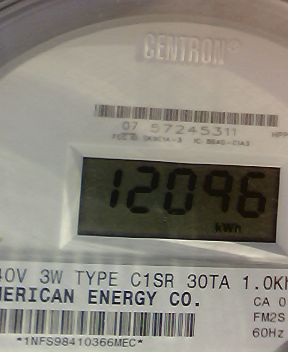 CENTRON®
07 57245311
12096
kWh
40V 3W TYPE C1SR 30TA 1.0Kh
MERICAN ENERGY CO.
CA 0
FM2S
60Hz
*1NFS98410366MEC*